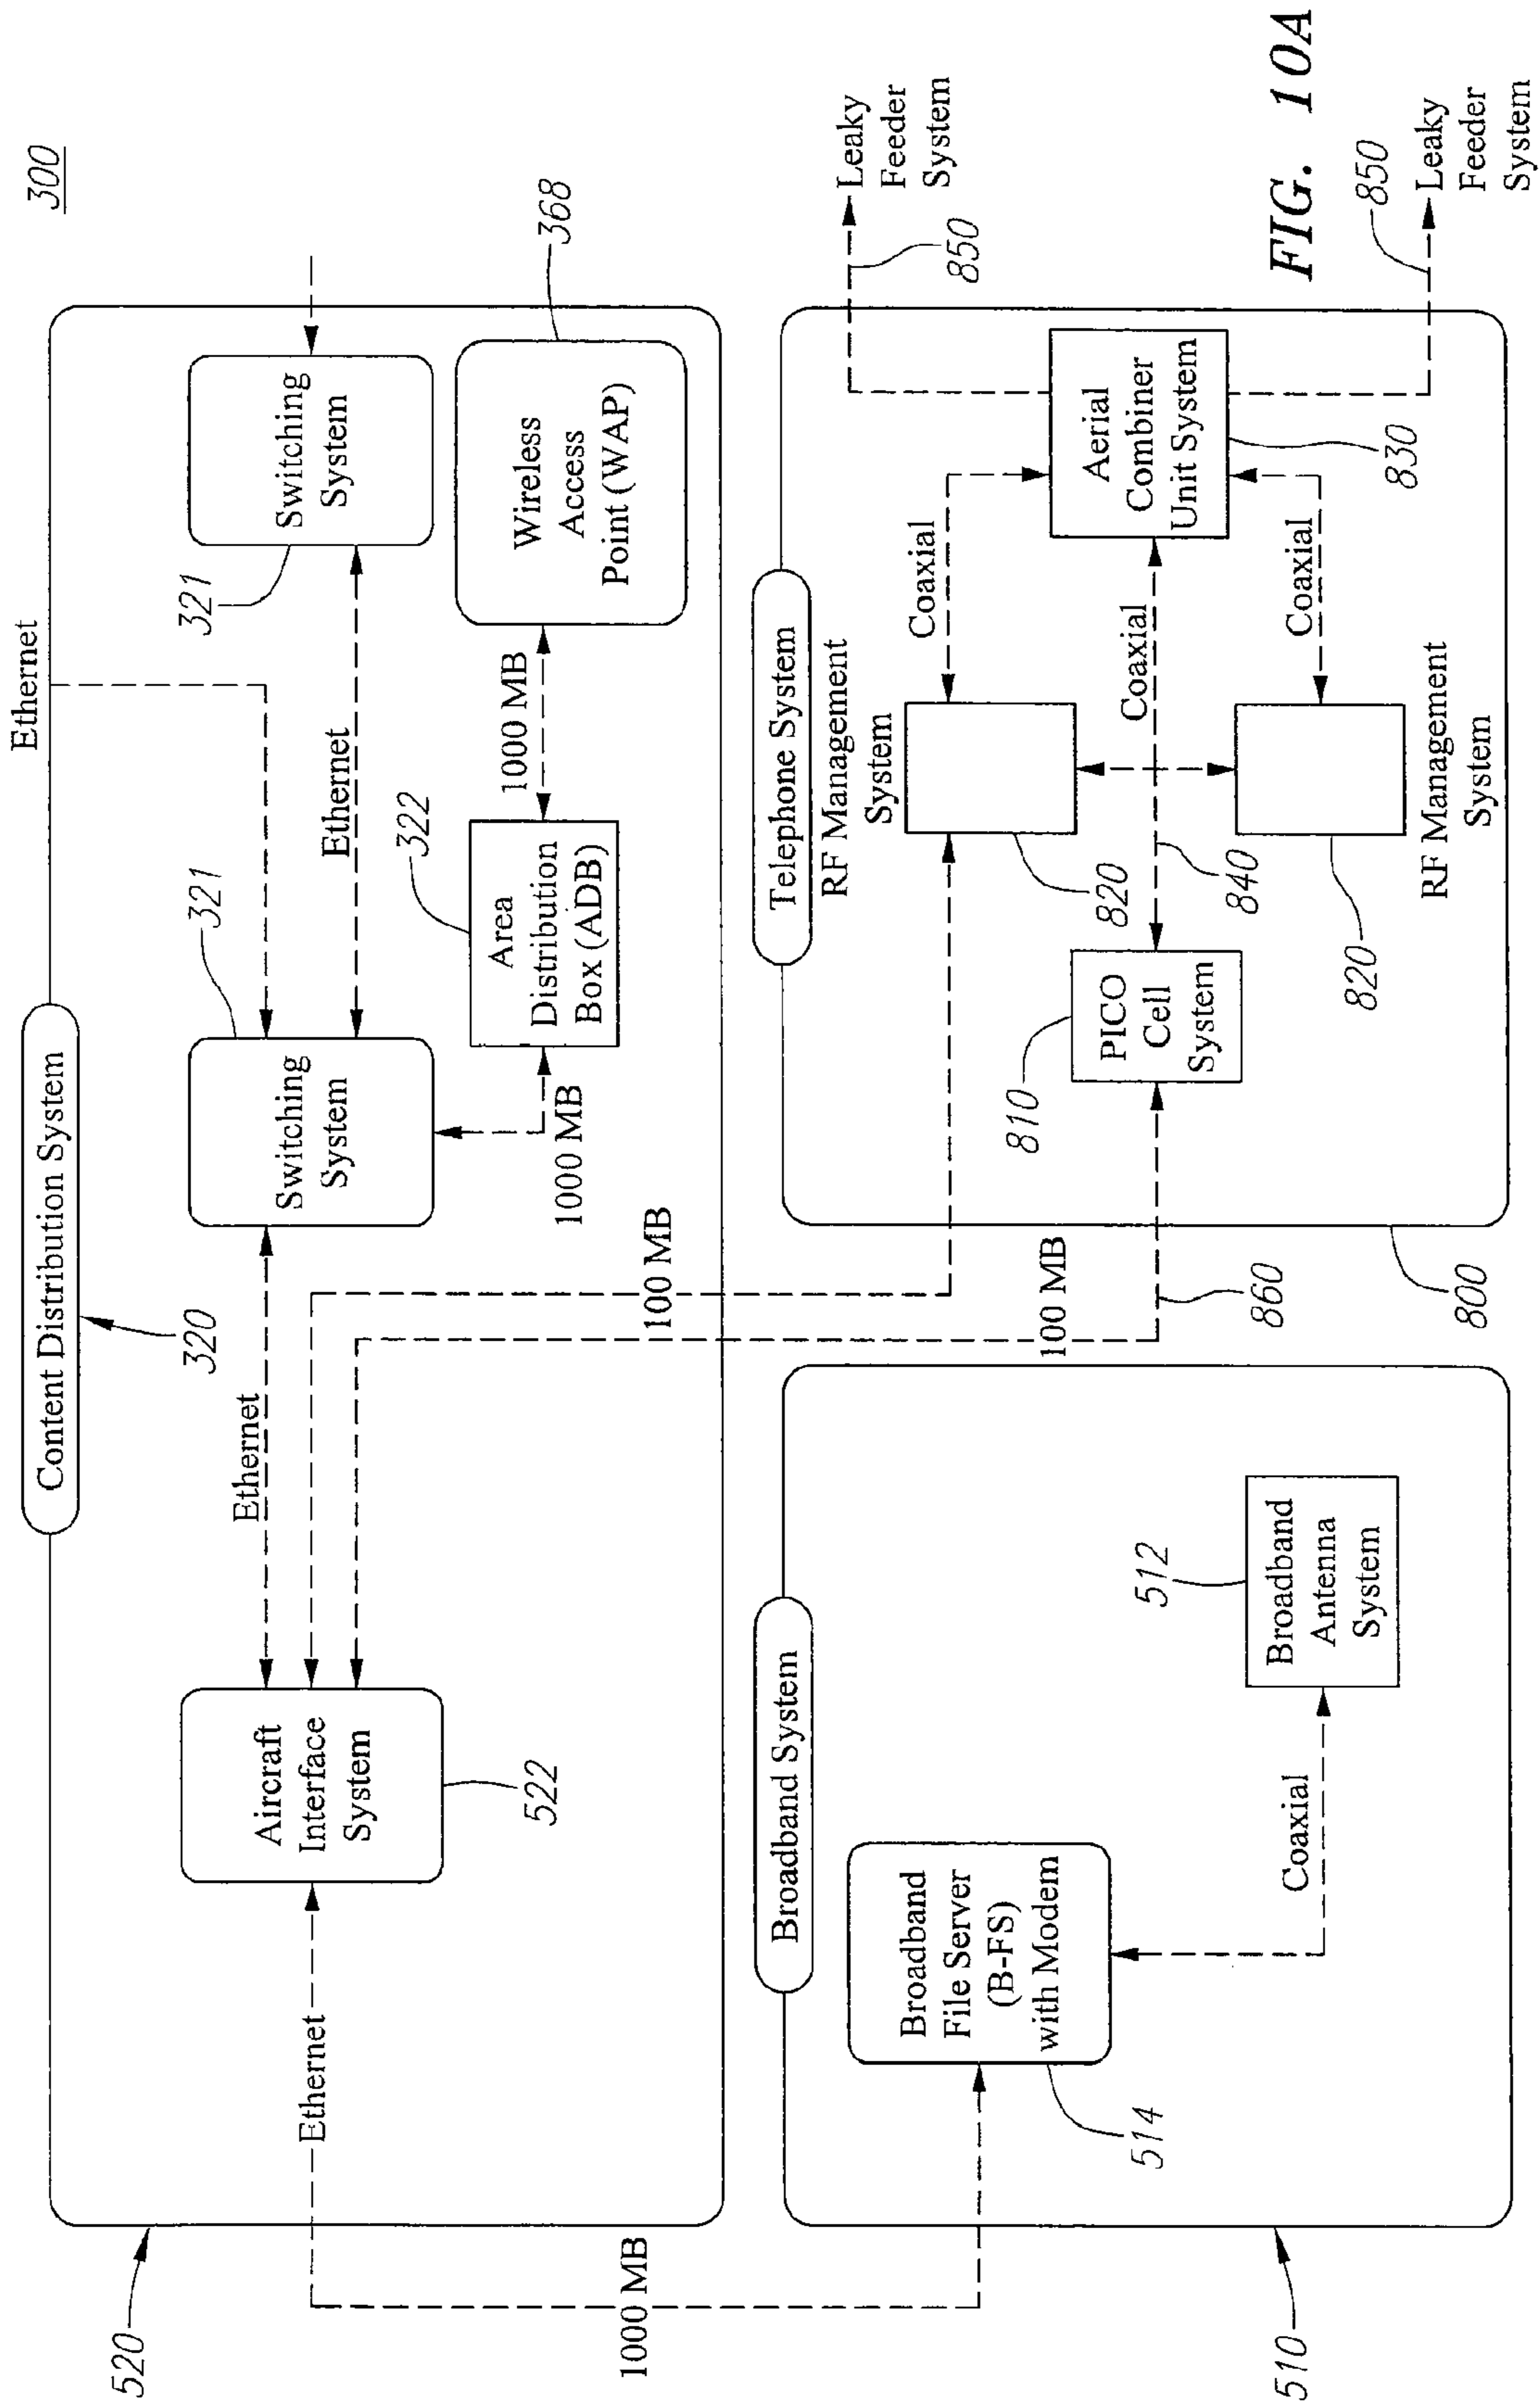 300
Content Distribution System
320
520
Ethernet
Switching
System
321
Switching
System
321
Ethernet
Ethernet
Aircraft
Interface
System
522
Ethernet
1000 MB
Area
Distribution
Box (ADB)
322
1000 MB
1000 MB
Wireless
Access
Point (WAP)
368
100 MB
100 MB
860
Broadband System
Broadband
File Server
(B-FS)
with Modem
514
Coaxial
Broadband
Antenna
System
512
510
Telephone System
RF Management
System
820
Coaxial
PICO
Cell
System
810
840
Coaxial
Aerial
Combiner
Unit System
830
Coaxial
820
RF Management
System
800
Leaky
Feeder
System
850
850
Leaky
Feeder
System
FIG. 10A